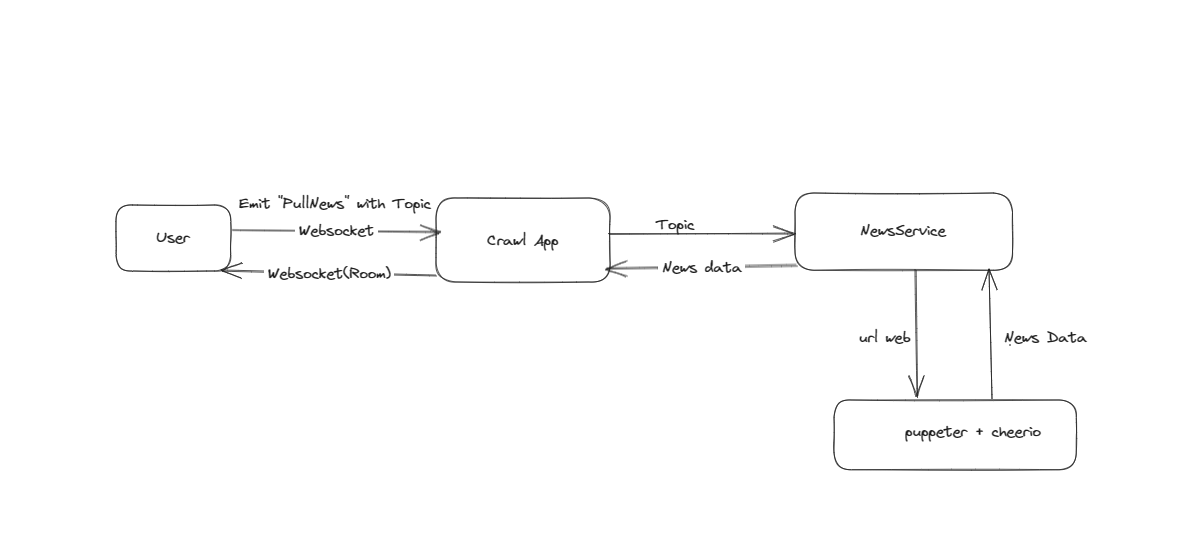 Emit "PullNews" with Topic
User
Websocket
Websocket(Room)
Crawl App
Topic
News data
NewsService
url web
News Data
puppeter + cheerio